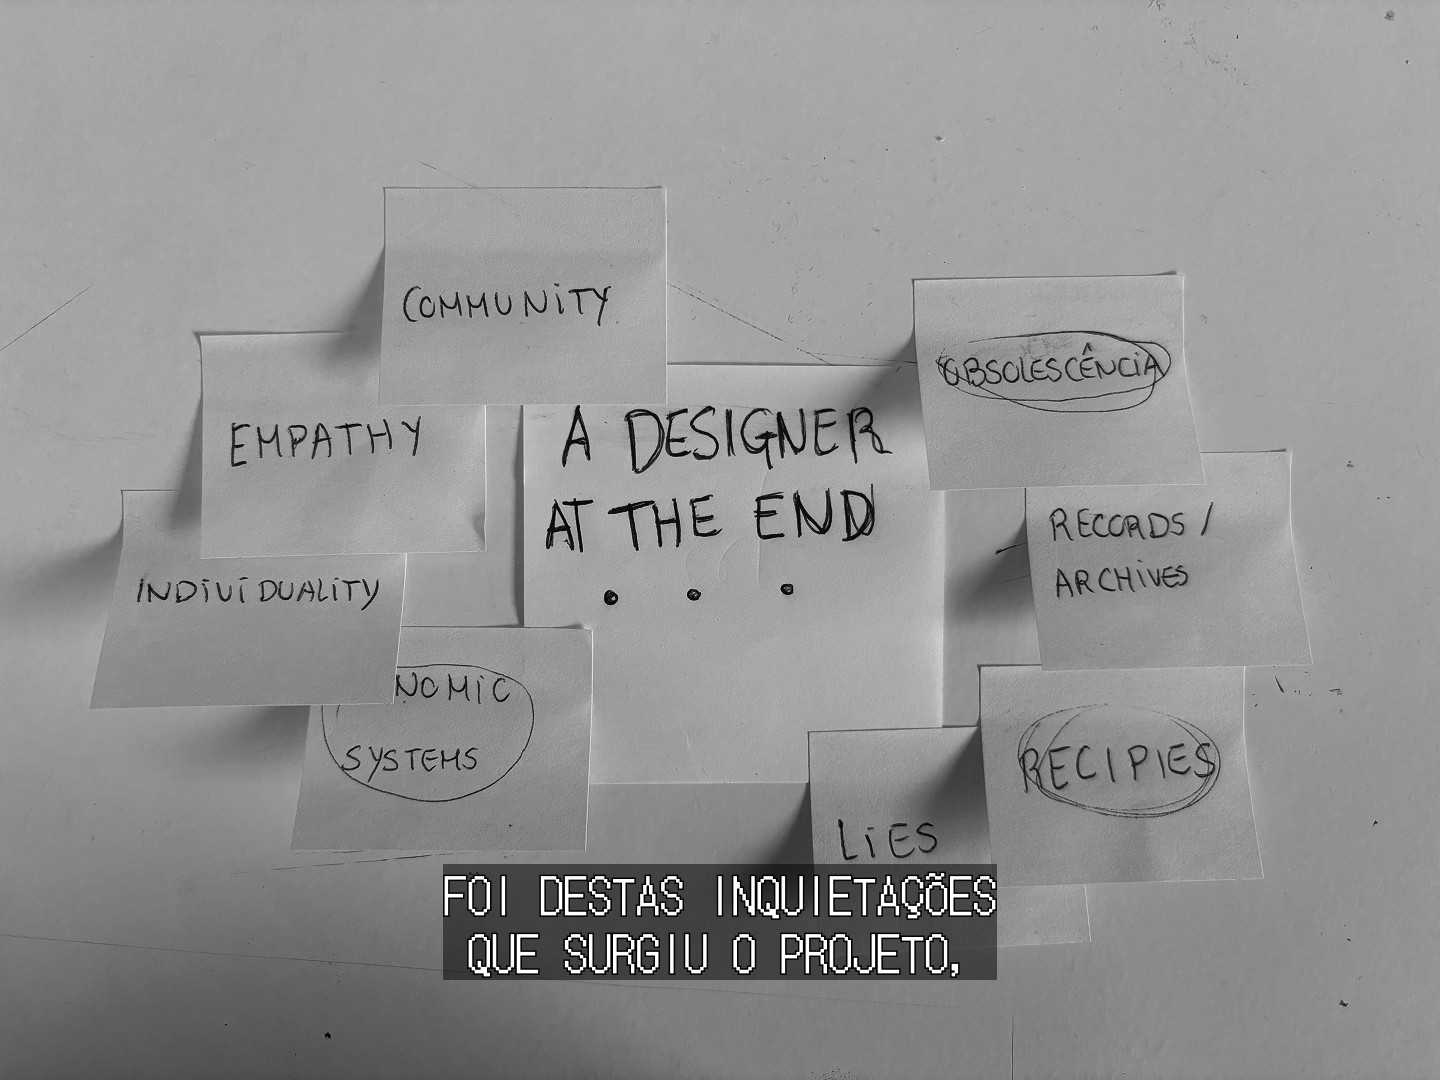 COMMUNITY
EMPATHY
INDIVIDUALITY
NOMIC
SYSTEMS
A DESIGNER
AT THE END
...
OBSOLESCÊNCIA
RECORDS /
ARCHIVES
RECIPIES
LIES
FOI DESTAS INQUIETAÇÕES
QUE SURGIU O PROJETO,